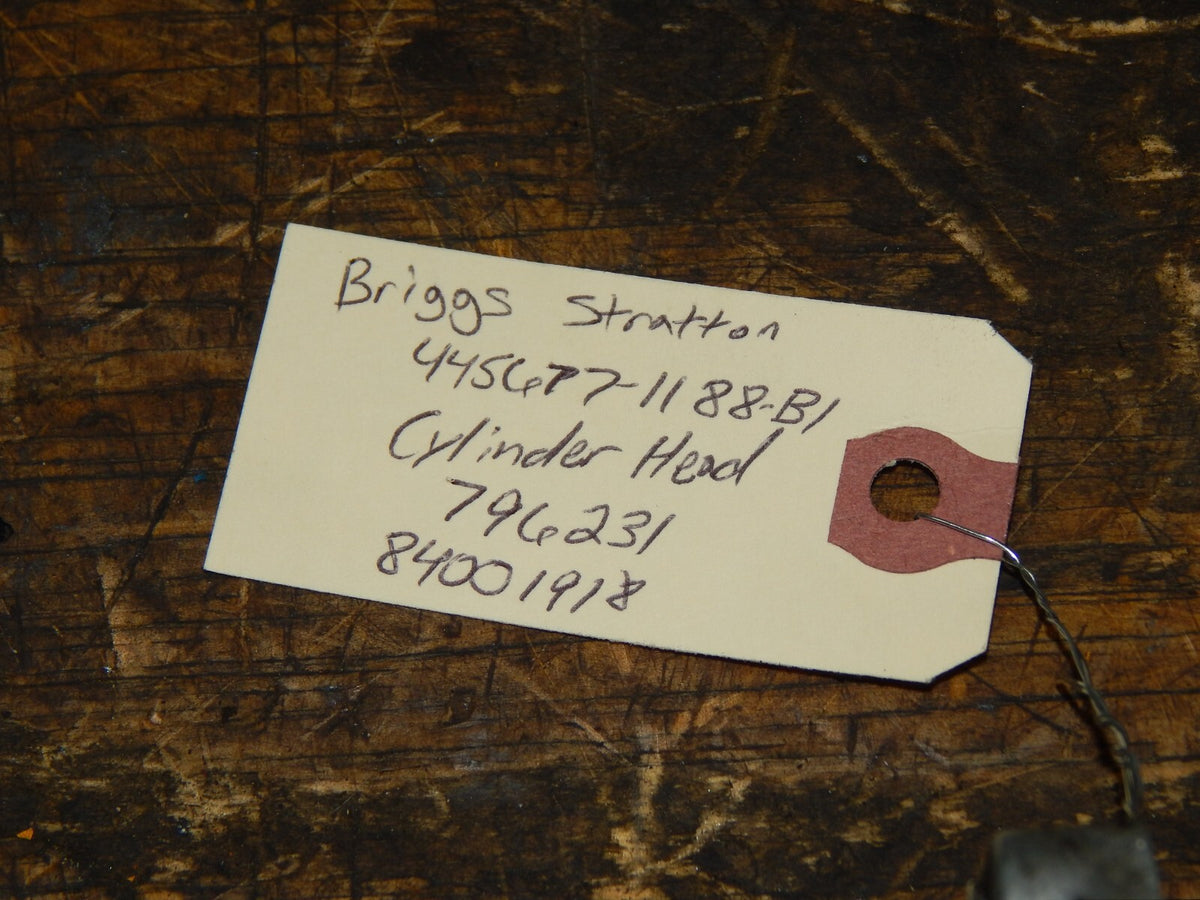 Briggs Stratton
445677-1188-B1
Cylinder Head
796231
84001918